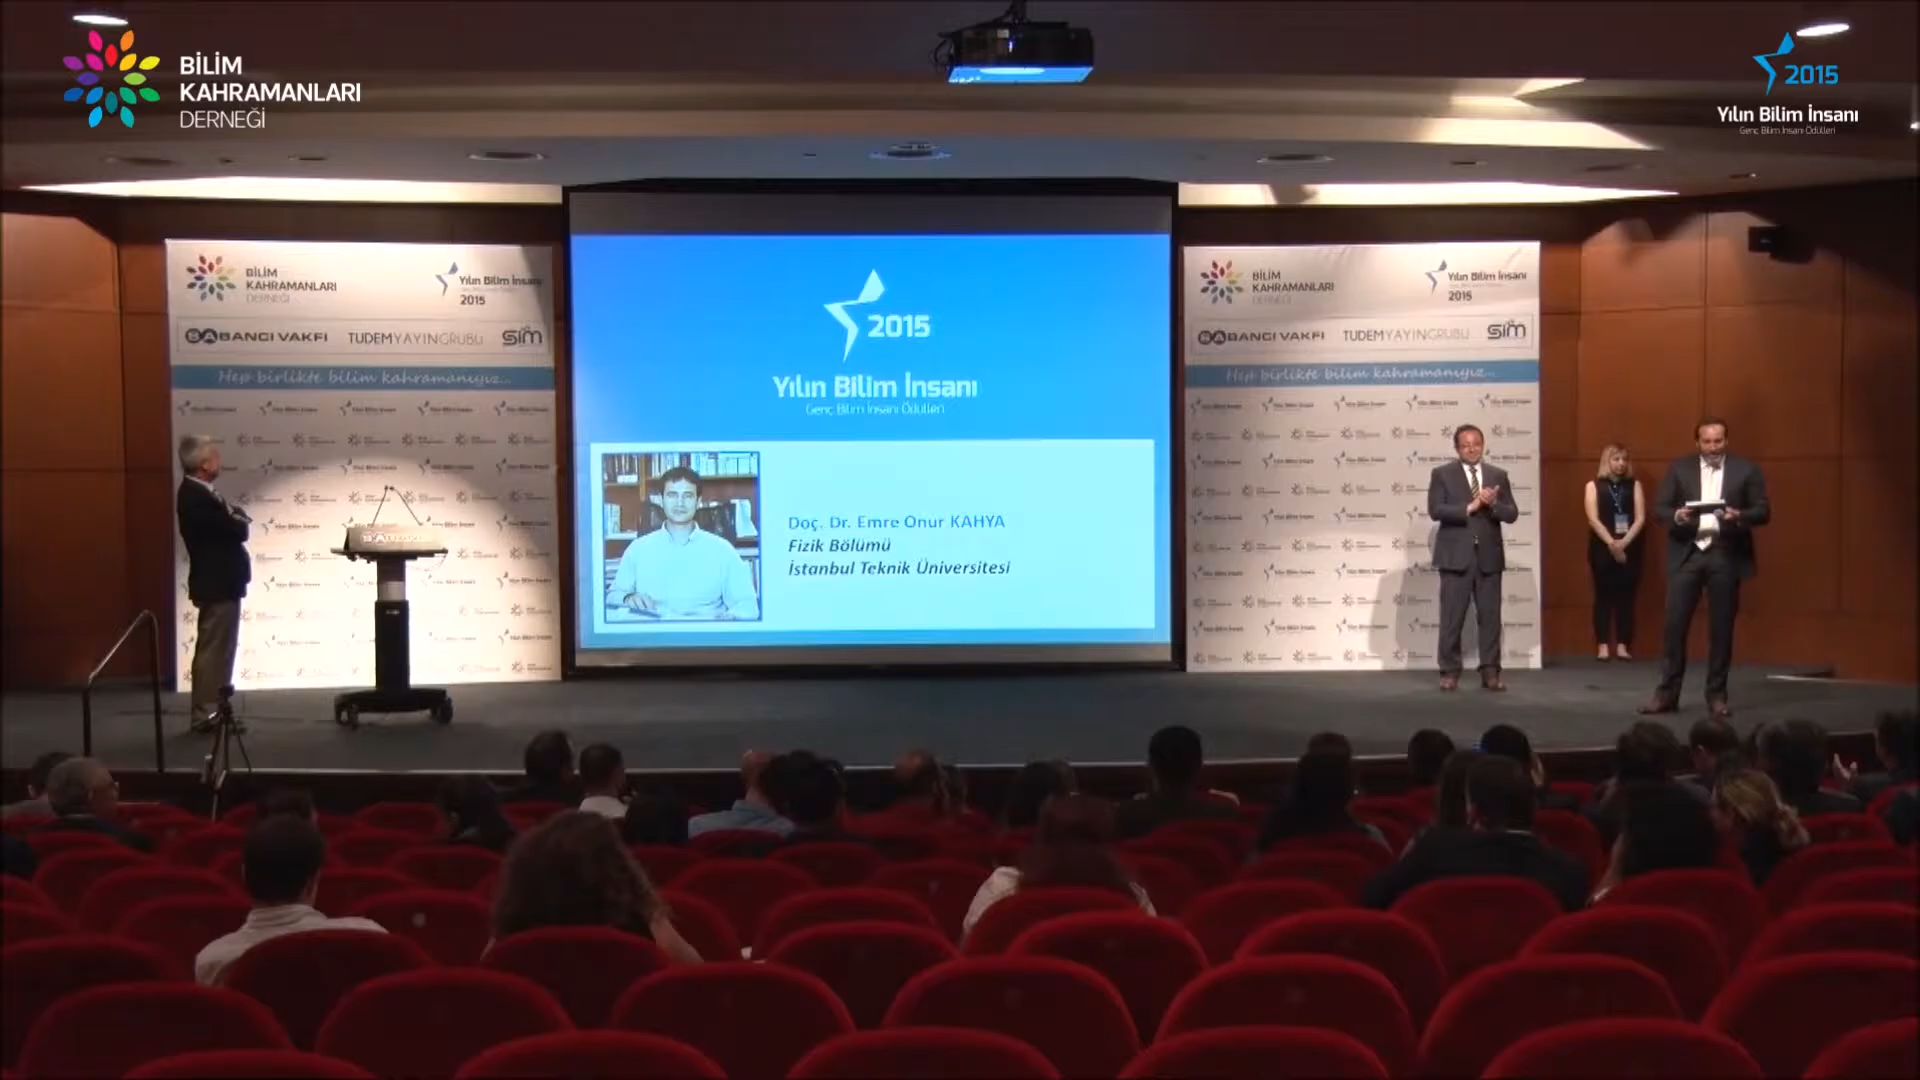 BİLİM
KAHRAMANLARI
DERNEĞİ
2015
Yılın Bilim İnsanı
Genç Bilim İnsanı Ödülleri
BİLİM
KAHRAMANLARI
DERNEĞİ
Yılın Bilim İnsanı
2015
SABANCI VAKFI
TUDEMYAYINGRUBU
SİM
Hep birlikte bilim kahramanıyız...
2015
Yılın Bilim İnsanı
Genç Bilim İnsanı Ödülleri
Doç. Dr. Emre Onur KAHYA
Fizik Bölümü
İstanbul Teknik Üniversitesi
BİLİM
KAHRAMANLARI
DERNEĞİ
Yılın Bilim İnsanı
2015
SABANCI VAKFI
TUDEMYAYINGRUBU
SİM
Hep birlikte bilim kahramanıyız...